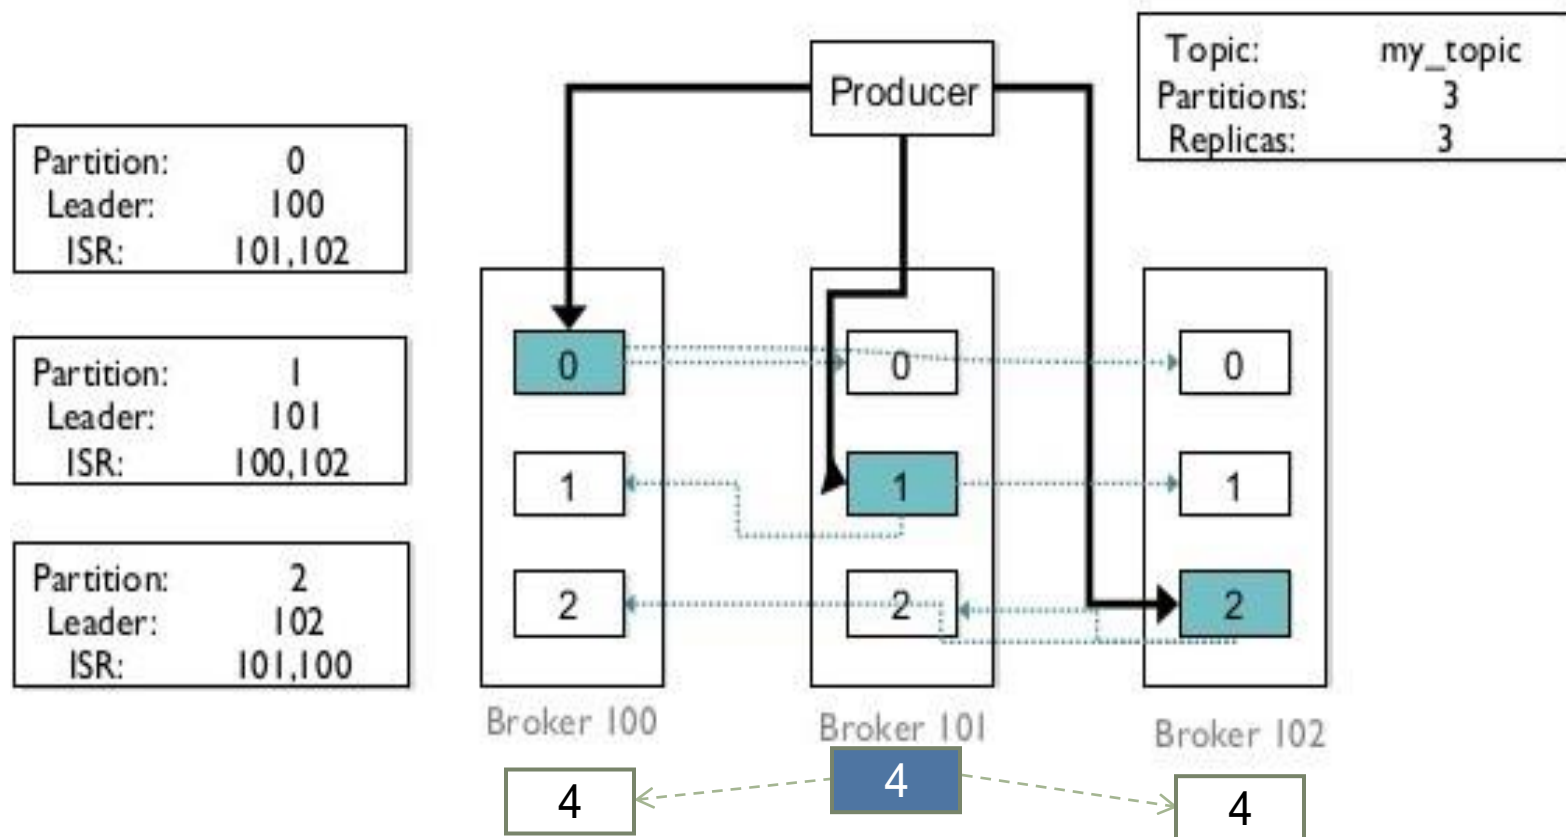 Topic: my_topic
Partitions: 3
Replicas: 3
Producer
Partition: 0
Leader: 100
ISR: 101,102
Partition: 1
Leader: 101
ISR: 100,102
Partition: 2
Leader: 102
ISR: 101,100
0
1
2
Broker 100
4
0
1
2
Broker 101
4
0
1
2
Broker 102
4